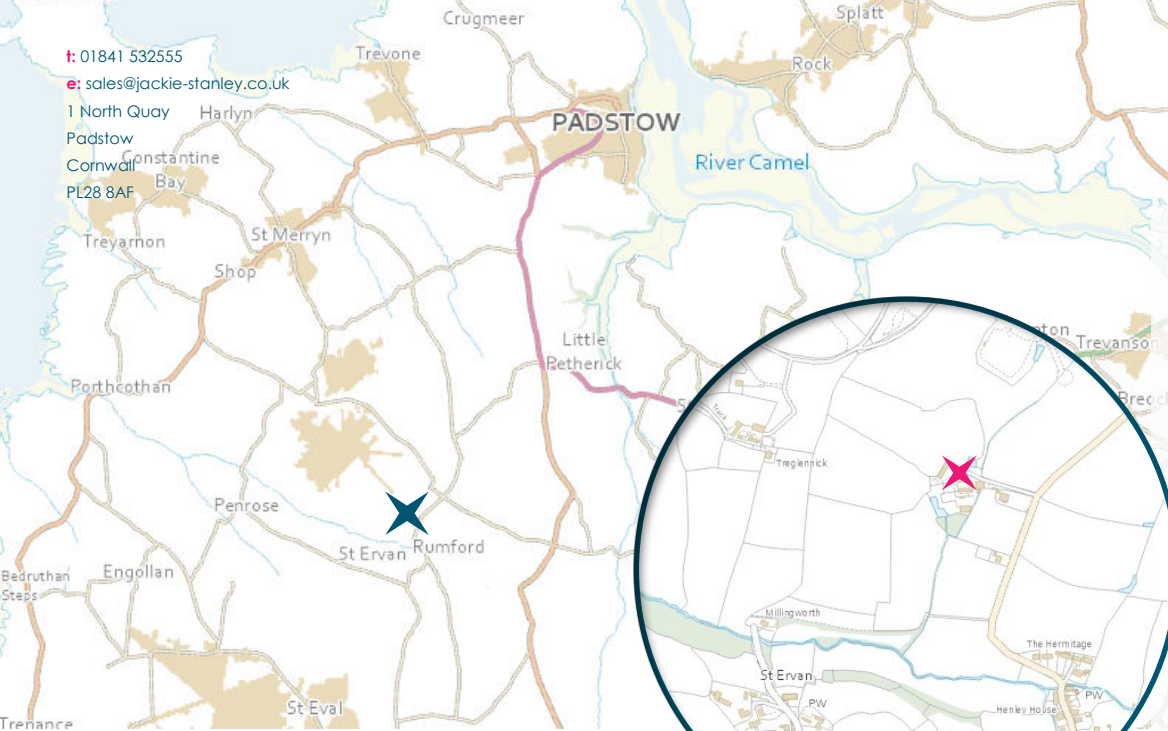 t: 01841 532555
e: sales@jackie-stanley.co.uk
1 North Quay
Padstow
Cornwall
PL28 8AF
Crugmeer
Splatt
Trevone
Rock
Harlyn
PADSTOW
Constantine
Bay
River Camel
Treyarnon
St Merryn
Shop
Little
Petherick
Trevanson
Porthcothan
Track
Treglennick
Penrose
St Ervan
Rumford
Bedruthan
Steps
Engollan
Millingworth
The Hermitage
St Ervan
PW
PW
Henley House
St Eval
Trenance